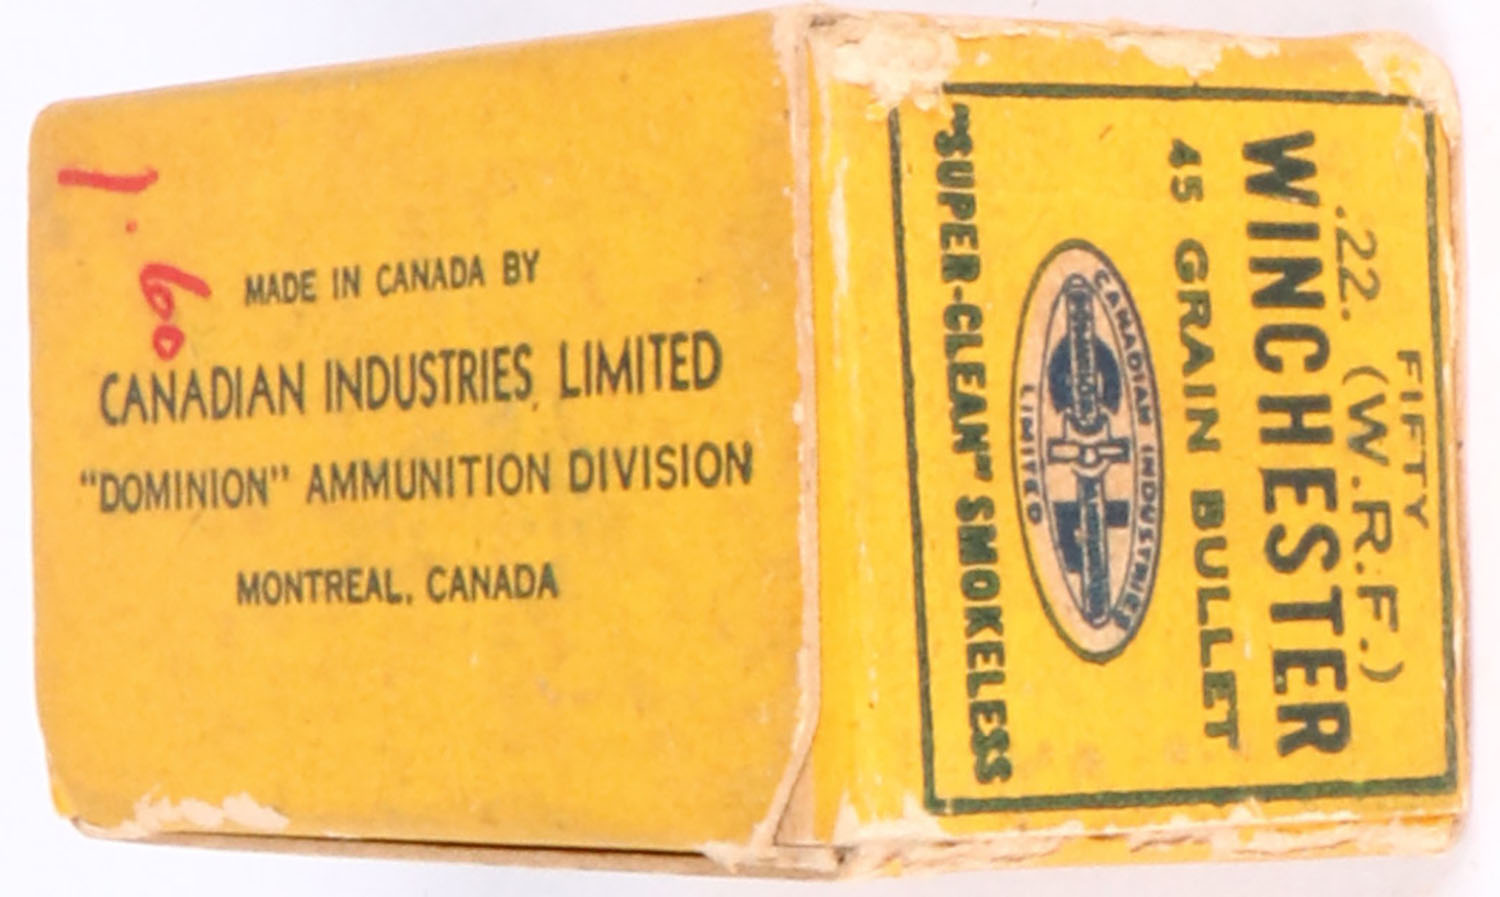 1.60
MADE IN CANADA BY
CANADIAN INDUSTRIES, LIMITED
“DOMINION” AMMUNITION DIVISION
MONTREAL, CANADA
FIFTY
.22. (W.R.F.)
WINCHESTER
45 GRAIN BULLET
CANADIAN INDUSTRIES
DOMINION
LIMITED
"SUPER-CLEAN" SMOKELESS